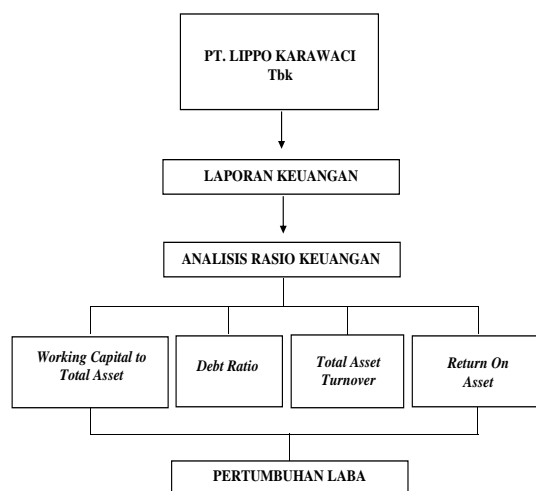 PT. LIPPO KARAWACI
Tbk
LAPORAN KEUANGAN
ANALISIS RASIO KEUANGAN
Working Capital to
Total Asset
Debt Ratio
Total Asset
Turnover
Return On
Asset
PERTUMBUHAN LABA